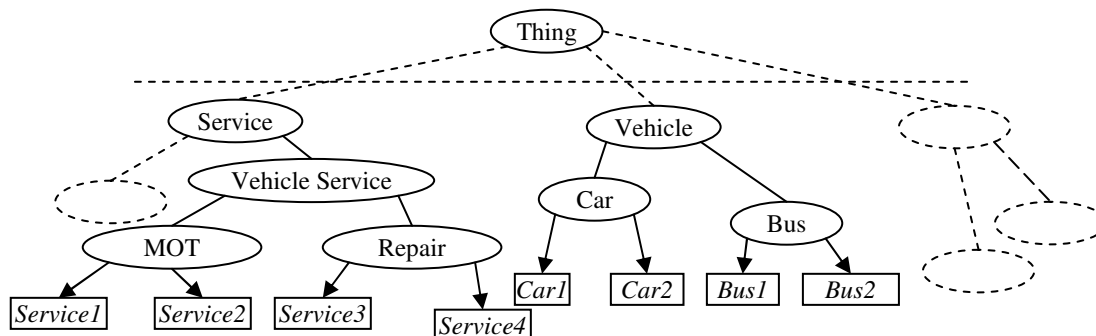 Thing
Service
Vehicle
Vehicle Service
Car
Bus
MOT
Repair
Service1
Service2
Service3
Service4
Car1
Car2
Bus1
Bus2